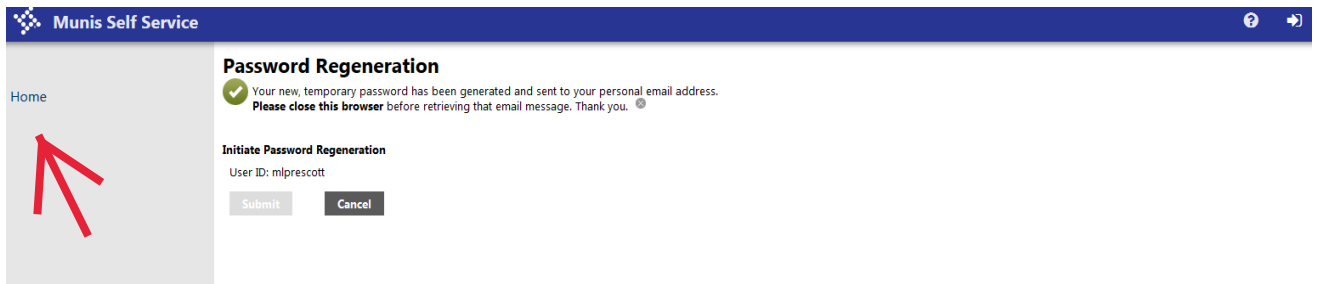 Munis Self Service
Home
Password Regeneration
Your new, temporary password has been generated and sent to your personal email address.
Please close this browser before retrieving that email message. Thank you.
Initiate Password Regeneration
User ID: mlprescott
Submit
Cancel